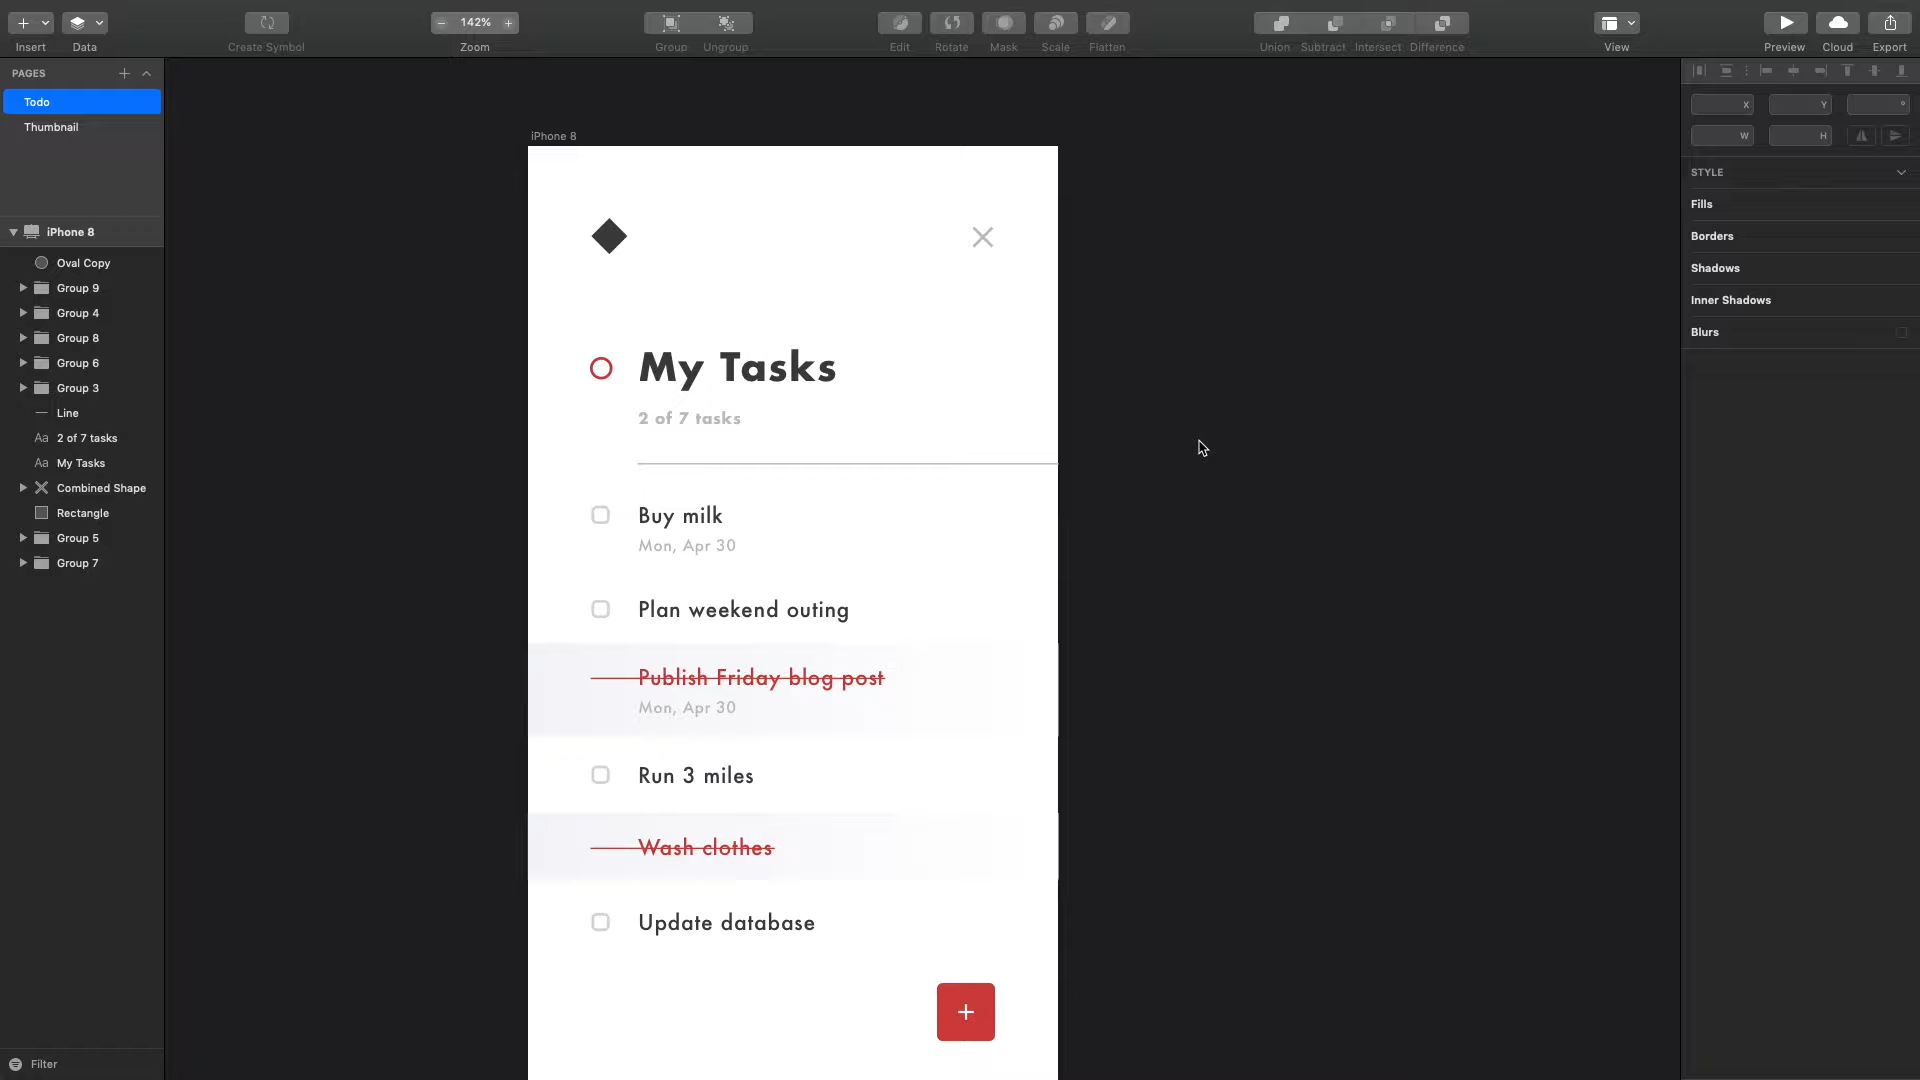 Insert
Data
Create Symbol
142%
Zoom
Group
Ungroup
Edit
Rotate
Mask
Scale
Flatten
Union
Subtract
Intersect
Difference
View
Preview
Cloud
Export
PAGES
Todo
Thumbnail
iPhone 8
Oval Copy
Group 9
Group 4
Group 8
Group 6
Group 3
Line
Aa 2 of 7 tasks
Aa My Tasks
Combined Shape
Rectangle
Group 5
Group 7
Filter
iPhone 8
My Tasks
2 of 7 tasks
Buy milk
Mon, Apr 30
Plan weekend outing
Publish Friday blog post
Mon, Apr 30
Run 3 miles
Wash clothes
Update database
X
Y
°
W
H
STYLE
Fills
Borders
Shadows
Inner Shadows
Blurs